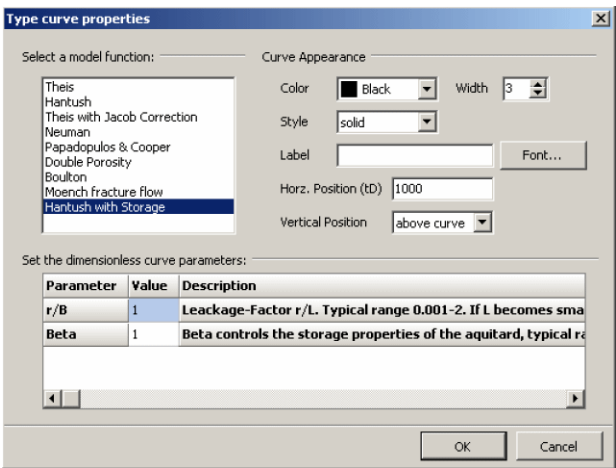 Type curve properties
Select a model function:
Theis
Hantush
Theis with Jacob Correction
Neuman
Papadopulos & Cooper
Double Porosity
Boulton
Moench fracture flow
Hantush with Storage
Curve Appearance
Color Black Width 3
Style solid
Label Font...
Horz. Position (tD) 1000
Vertical Position above curve
Set the dimensionless curve parameters:
Parameter Value Description
r/B 1 Leackage-Factor r/L. Typical range 0.001-2. If L becomes sma
Beta 1 Beta controls the storage properties of the aquitard, typical ra
OK Cancel